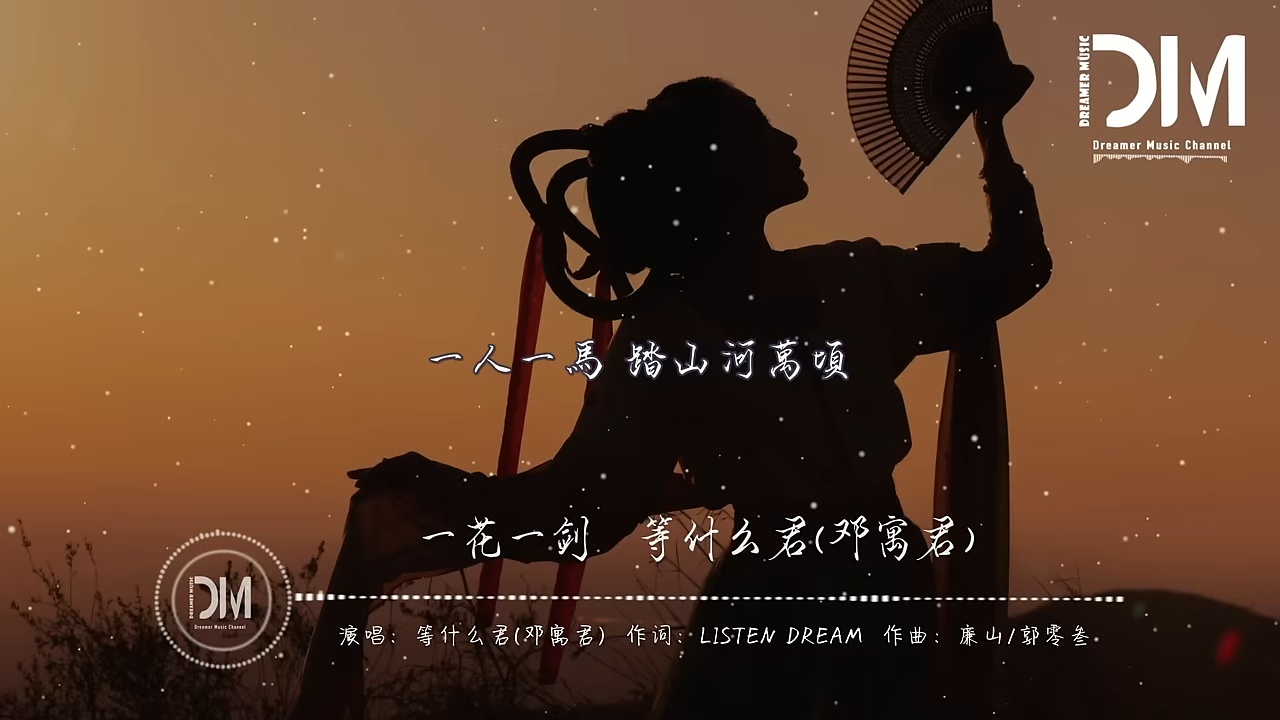 DREAMER MUSIC
DM
Dreamer Music Channel
一人一馬 踏山河萬頃
一花一剑 等什么君(邓寓君)
DREAMER MUSIC
DM
Dreamer Music Channel
演唱: 等什么君(邓寓君) 作词: LISTEN DREAM 作曲: 廉山/郭零叁